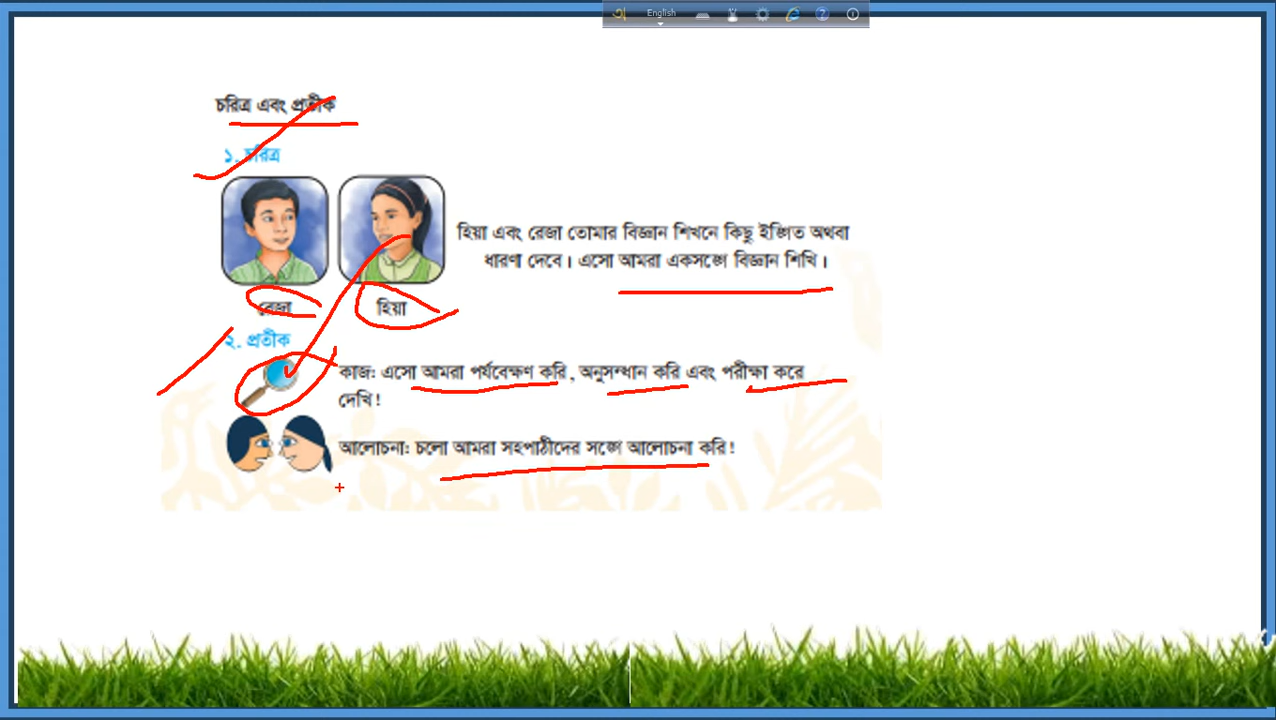 English
চরিত্র এবং প্রতীক
১. চরিত্র
হিয়া এবং রেজা তোমার বিজ্ঞান শিখনে কিছু ইঙ্গিত অথবা
ধারণা দেবে। এসো আমরা একসঙ্গে বিজ্ঞান শিখি।
রেজা হিয়া
২. প্রতীক
কাজ: এসো আমরা পর্যবেক্ষণ করি, অনুসন্ধান করি এবং পরীক্ষা করে
দেখি!
আলোচনা: চলো আমরা সহপাঠীদের সঙ্গে আলোচনা করি!